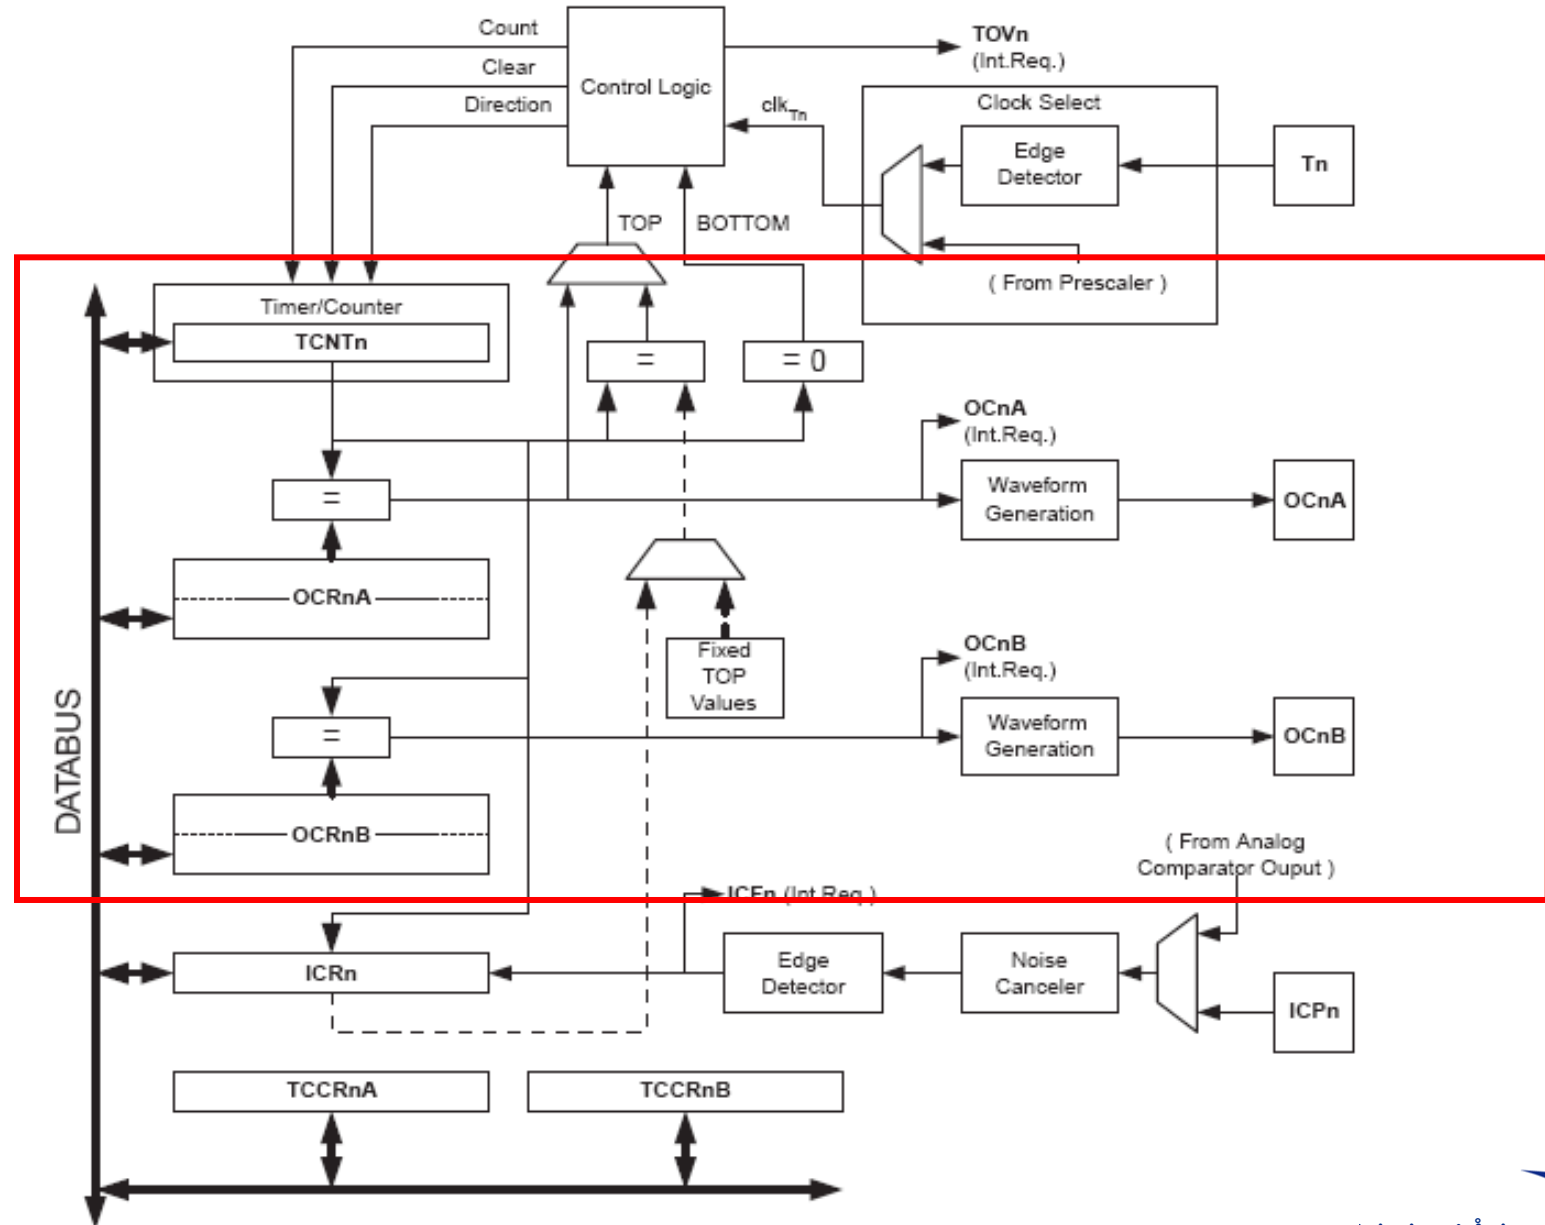 Count
Clear
Direction
Control Logic
TOVn
(Int.Req.)
clkTn
Clock Select
Edge
Detector
Tn
TOP
BOTTOM
( From Prescaler )
Timer/Counter
TCNTn
=
= 0
OCnA
(Int.Req.)
=
Waveform
Generation
OCnA
OCRnA
Fixed
TOP
Values
OCnB
(Int.Req.)
=
Waveform
Generation
OCnB
DATABUS
OCRnB
( From Analog
Comparator Ouput )
ICFn (Int.Req.)
ICRn
Edge
Detector
Noise
Canceler
ICPn
TCCRnA
TCCRnB